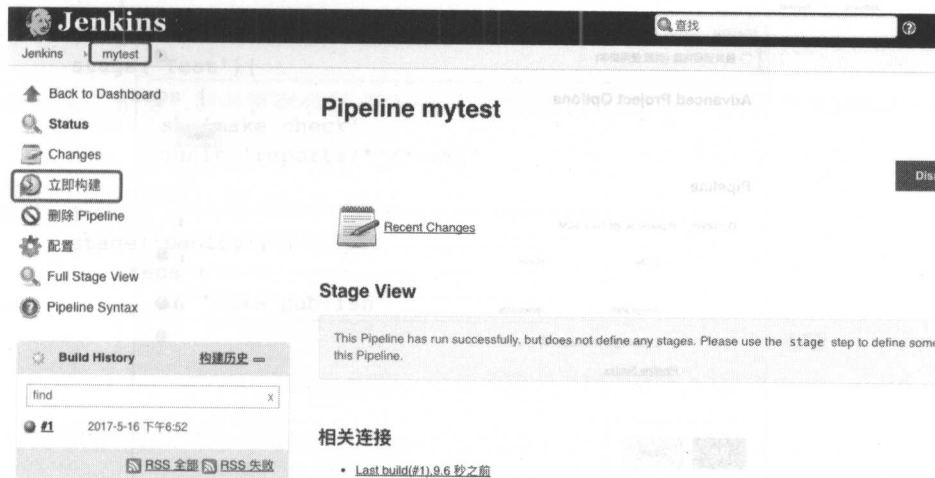 Jenkins
查找
Jenkins mytest
Back to Dashboard
Status
Changes
立即构建
删除 Pipeline
配置
Full Stage View
Pipeline Syntax
Build History 构建历史
find x
#1 2017-5-16 下午6:52
RSS 全部 RSS 失败
Pipeline mytest
Recent Changes
Stage View
This Pipeline has run successfully, but does not define any stages. Please use the stage step to define some
this Pipeline.
相关连接
Last build(#1),9.6 秒之前